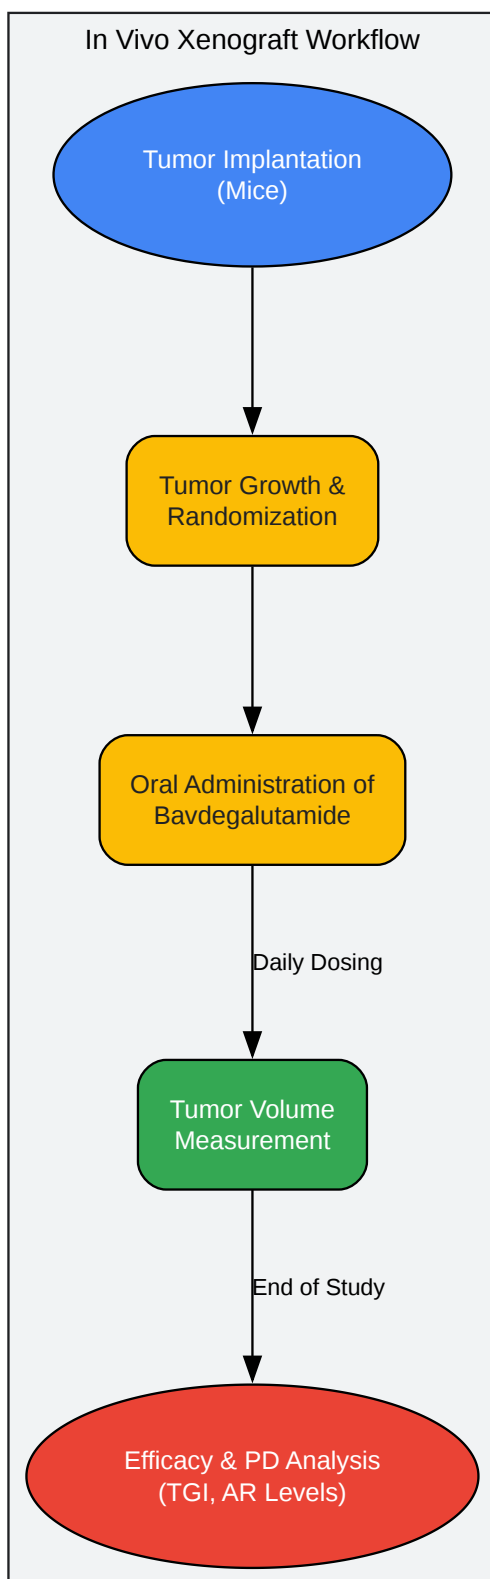 In Vivo Xenograft Workflow
Tumor Implantation
(Mice)
Tumor Growth &
Randomization
Oral Administration of
Bavdegalutamide
Daily Dosing
Tumor Volume
Measurement
End of Study
Efficacy & PD Analysis
(TGI, AR Levels)